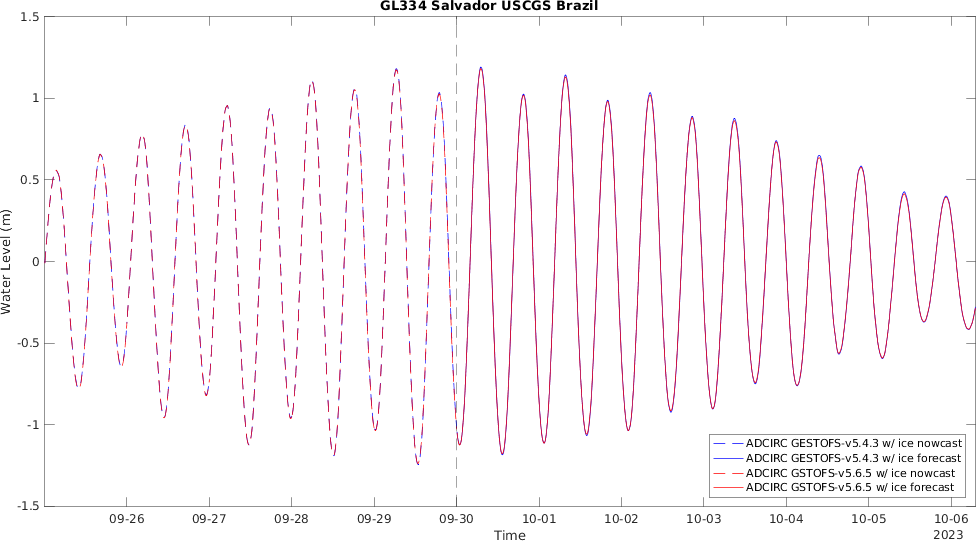 GL334 Salvador USCGS Brazil
1.5
1
0.5
0
-0.5
-1
-1.5
Water Level (m)
09-26 09-27 09-28 09-29 09-30 10-01 10-02 10-03 10-04 10-05 10-06
2023
Time
ADCIRC GESTOFS-v5.4.3 w/ ice nowcast
ADCIRC GESTOFS-v5.4.3 w/ ice forecast
ADCIRC GSTOFS-v5.6.5 w/ ice nowcast
ADCIRC GSTOFS-v5.6.5 w/ ice forecast